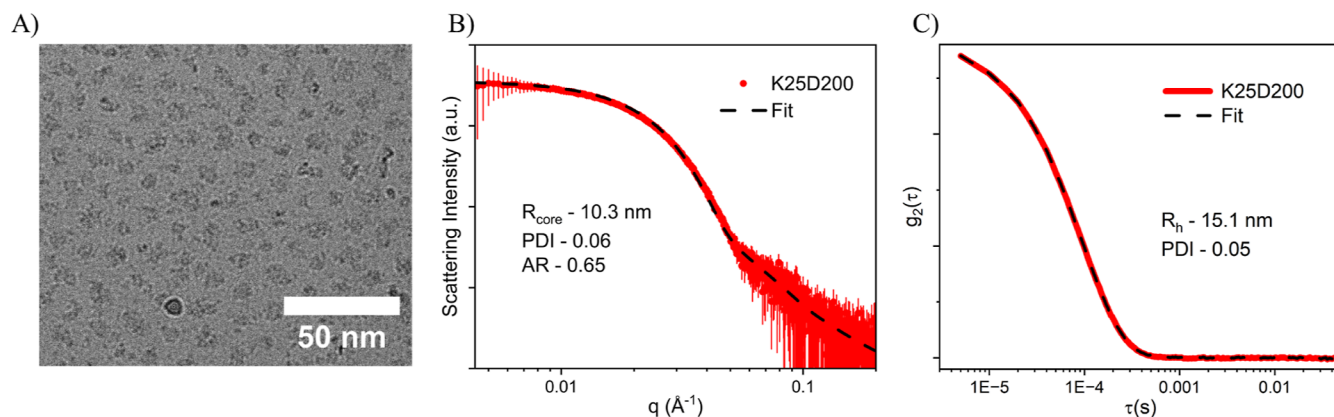 A)
50 nm
B)
Scattering Intensity (a.u.)
K25D200
Fit
R_core - 10.3 nm
PDI - 0.06
AR - 0.65
0.01
0.1
q (Å⁻¹)
C)
g₂(τ)
K25D200
Fit
Rₕ - 15.1 nm
PDI - 0.05
1E-5
1E-4
0.001
0.01
τ(s)